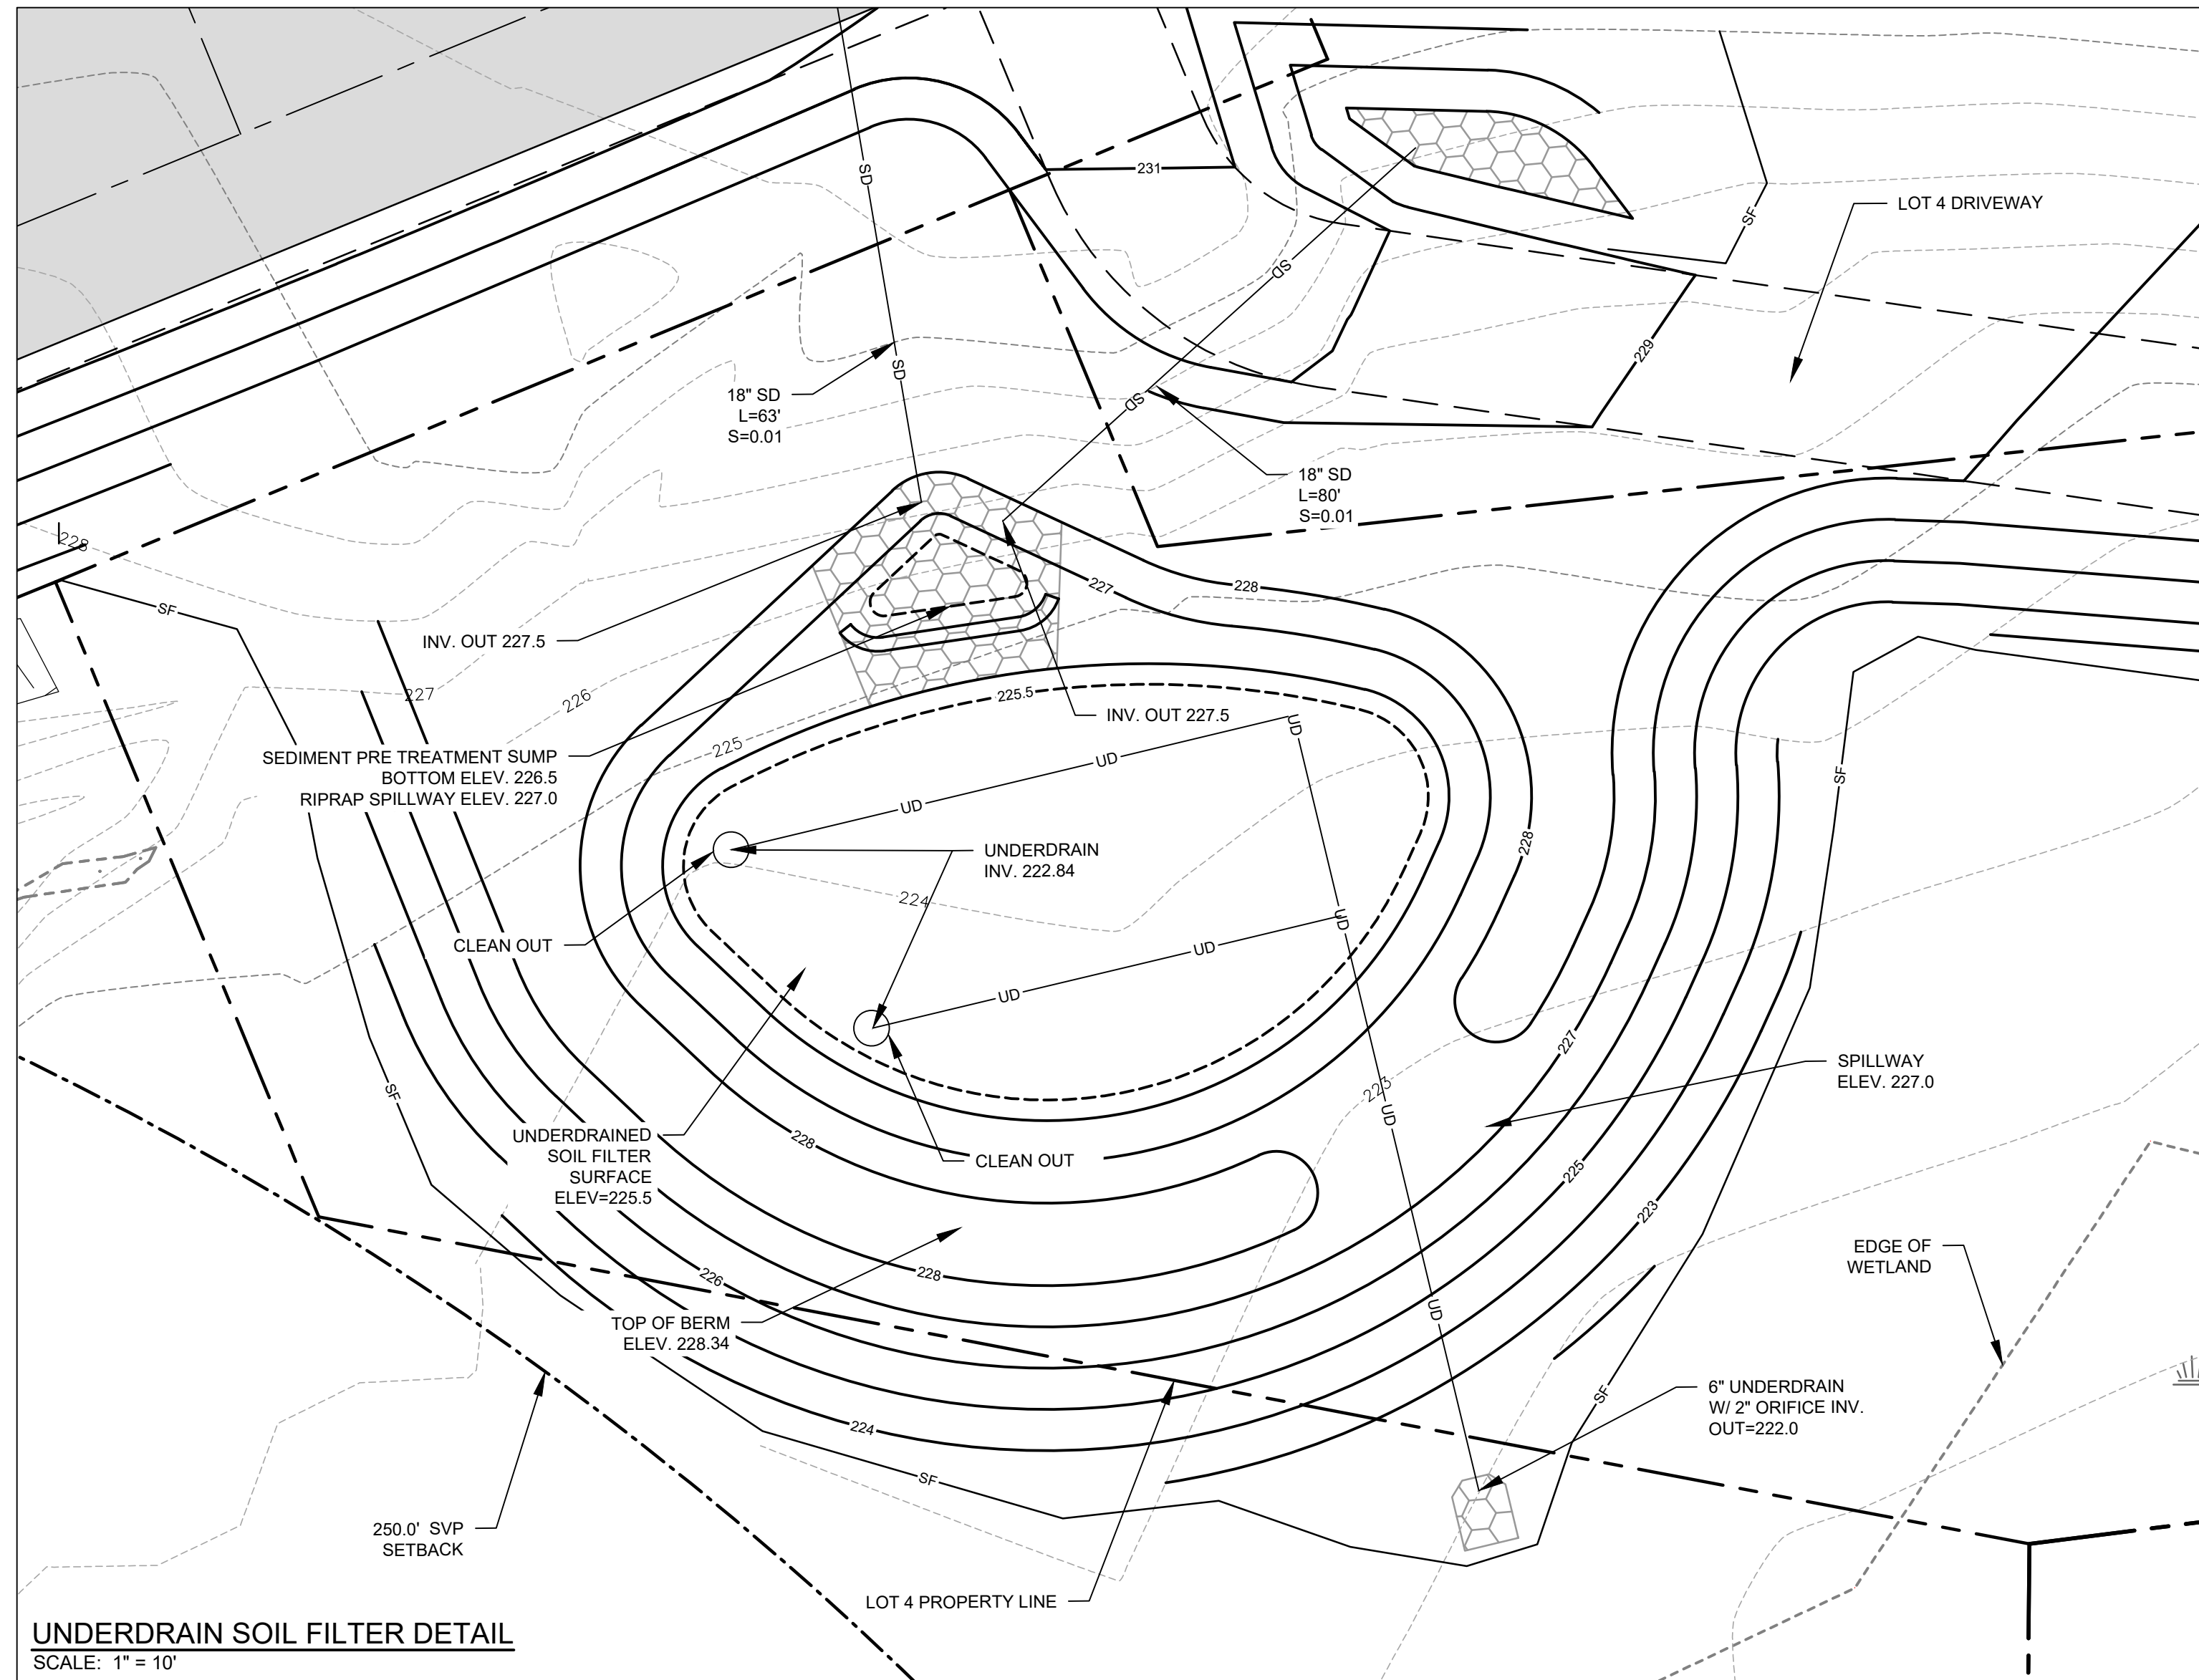 SD
231
SF
LOT 4 DRIVEWAY
SD
SD
229
18" SD
L=63'
S=0.01
SD
18" SD
L=80'
S=0.01
228
SF
227
228
INV. OUT 227.5
227
226
225.5
INV. OUT 227.5
UD
225
SEDIMENT PRE TREATMENT SUMP
BOTTOM ELEV. 226.5
RIPRAP SPILLWAY ELEV. 227.0
UD
SF
UD
228
UNDERDRAIN
INV. 222.84
224
UD
CLEAN OUT
UD
UD
227
SPILLWAY
ELEV. 227.0
223
SF
UD
UNDERDRAINED
SOIL FILTER
SURFACE
ELEV=225.5
228
CLEAN OUT
225
223
EDGE OF
WETLAND
228
226
UD
TOP OF BERM
ELEV. 228.34
6" UNDERDRAIN
W/ 2" ORIFICE INV.
OUT=222.0
SF
224
SF
250.0' SVP
SETBACK
LOT 4 PROPERTY LINE
UNDERDRAIN SOIL FILTER DETAIL
SCALE: 1" = 10'